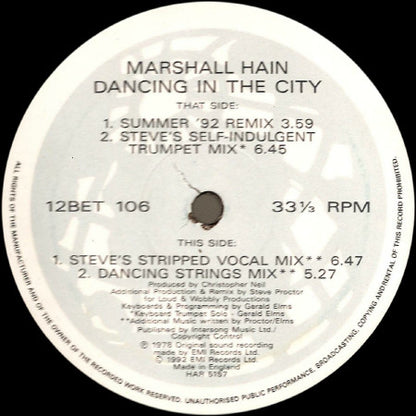 MARSHALL HAIN
DANCING IN THE CITY
THAT SIDE:
1. SUMMER '92 REMIX 3.59
2. STEVE'S SELF-INDULGENT
TRUMPET MIX* 6.45
12BET 106
33⅓ RPM
THIS SIDE:
1. STEVE'S STRIPPED VOCAL MIX** 6.47
2. DANCING STRINGS MIX** 5.27
Produced by Christopher Neil
Additional Production & Remix by Steve Proctor
for Loud & Wobbly Productions
Keyboards & Programming by Gerald Elms
*Keyboard Trumpet Solo - Gerald Elms
**Additional Music written by Proctor/Elms
Published by Intersong Music Ltd./
Copyright Control
℗ 1978 Original sound recording
made by EMI Records Ltd.
© 1992 EMI Records Ltd.
Made in England
HAR 5157
ALL RIGHTS OF THE MANUFACTURER AND OF THE OWNER OF THE RECORDED WORK RESERVED. UNAUTHORISED PUBLIC PERFORMANCE, BROADCASTING, COPYING ANDRENTAL OF THIS RECORD PROHIBITED.